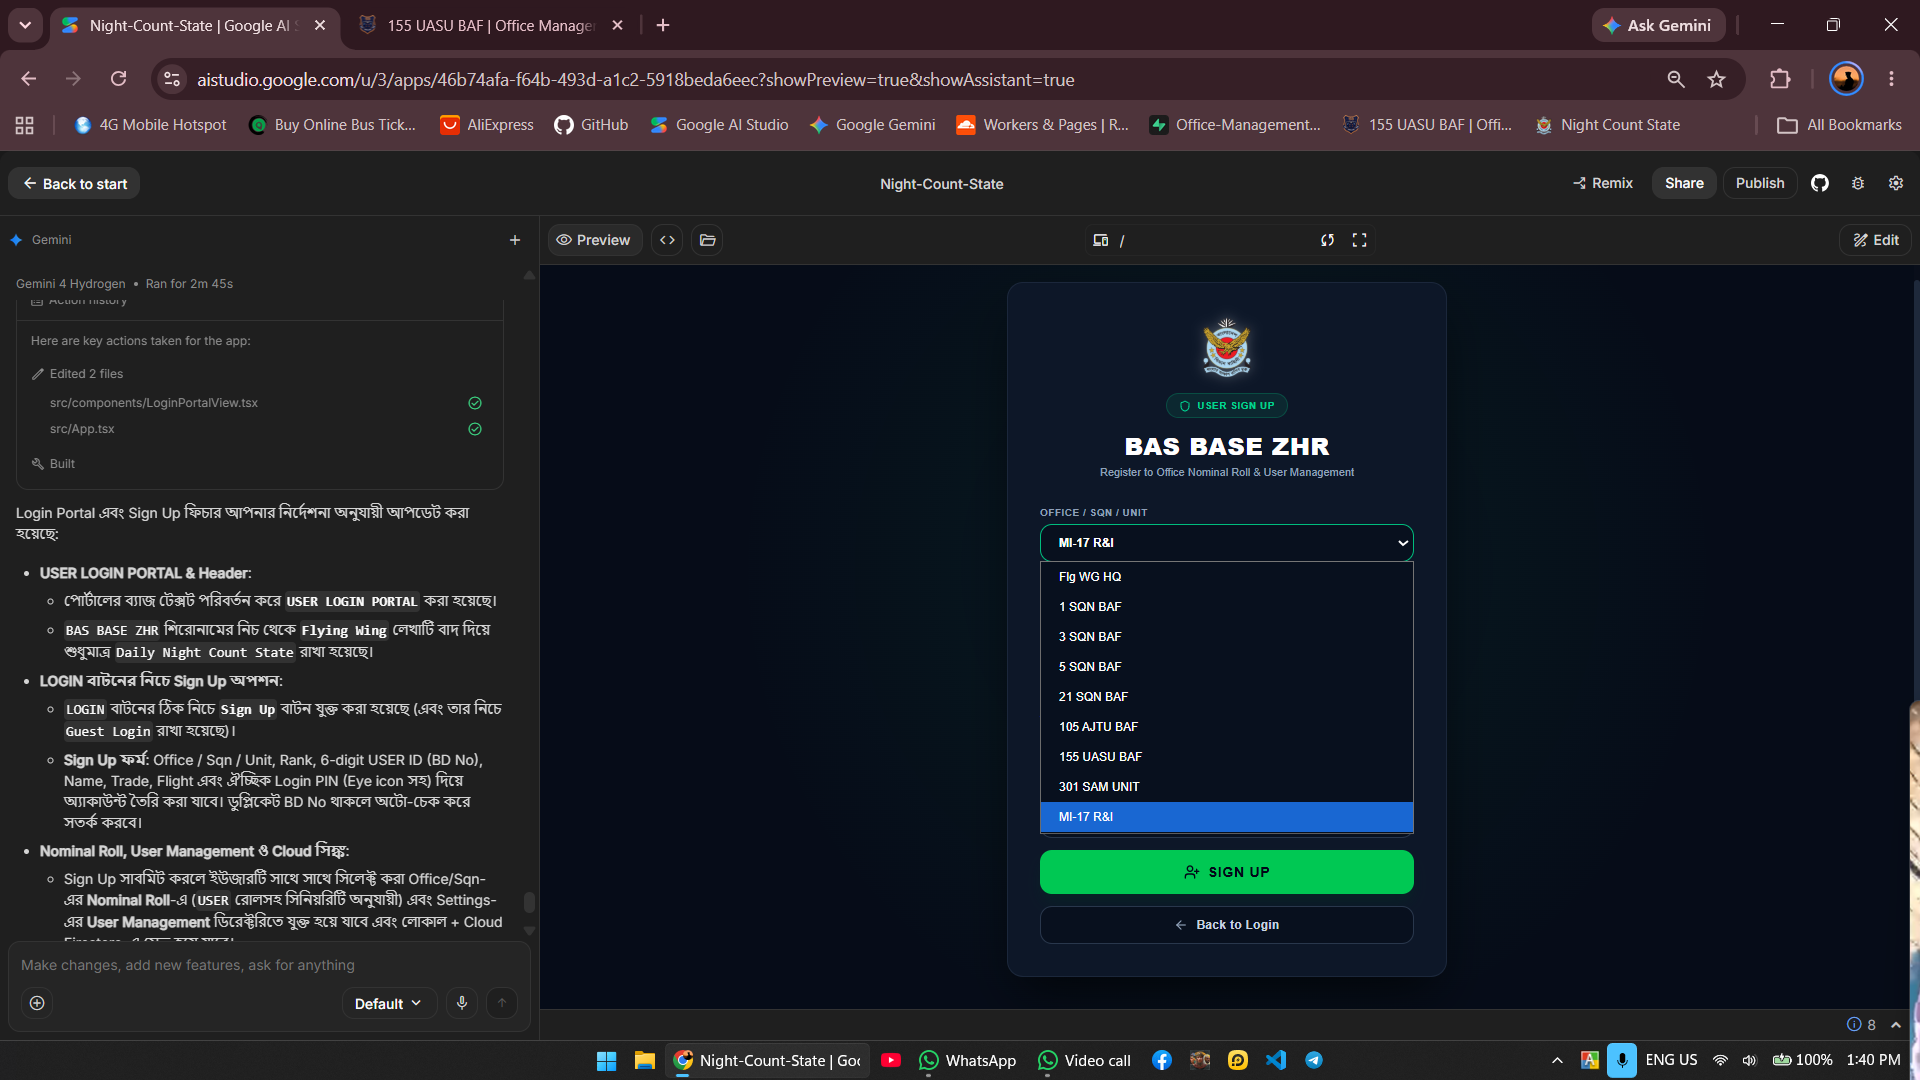 Night-Count-State | Google AI S
155 UASU BAF | Office Manage
Ask Gemini
aistudio.google.com/u/3/apps/46b74afa-f64b-493d-a1c2-5918beda6eec?showPreview=true&showAssistant=true
4G Mobile Hotspot
Buy Online Bus Tick...
AliExpress
GitHub
Google AI Studio
Google Gemini
Workers & Pages | R...
Office-Management...
155 UASU BAF | Offi...
Night Count State
All Bookmarks
Back to start
Night-Count-State
Remix
Share
Publish
Gemini
Preview
/
Edit
Gemini 4 Hydrogen • Ran for 2m 45s
Action history
Here are key actions taken for the app:
Edited 2 files
src/components/LoginPortalView.tsx
src/App.tsx
Built
Login Portal এবং Sign Up ফিচার আপনার নির্দেশনা অনুযায়ী আপডেট করা
হয়েছে:
• USER LOGIN PORTAL & Header:
পোর্টালের ব্যাজ টেক্সট পরিবর্তন করে USER LOGIN PORTAL করা হয়েছে।
BAS BASE ZHR শিরোনামের নিচ থেকে Flying Wing লেখাটি বাদ দিয়ে
শুধুমাত্র Daily Night Count State রাখা হয়েছে।
• LOGIN বাটনের নিচে Sign Up অপশন:
LOGIN বাটনের ঠিক নিচে Sign Up বাটন যুক্ত করা হয়েছে (এবং তার নিচে
Guest Login রাখা হয়েছে)।
Sign Up ফর্ম: Office / Sqn / Unit, Rank, 6-digit USER ID (BD No),
Name, Trade, Flight এবং ঐচ্ছিক Login PIN (Eye icon সহ) দিয়ে
অ্যাকাউন্ট তৈরি করা যাবে। ডুপ্লিকেট BD No থাকলে অটো-চেক করে
সতর্ক করবে।
• Nominal Roll, User Management ও Cloud সিঙ্ক:
Sign Up সাবমিট করলে ইউজারটি সাথে সাথে সিলেক্ট করা Office/Sqn-
এর Nominal Roll-এ (USER রোলসহ সিনিয়রিটি অনুযায়ী) এবং Settings-
এর User Management ডিরেক্টরিতে যুক্ত হয়ে যাবে এবং লোকাল + Cloud
Make changes, add new features, ask for anything
Default
USER SIGN UP
BAS BASE ZHR
Register to Office Nominal Roll & User Management
OFFICE / SQN / UNIT
MI-17 R&I
Flg WG HQ
1 SQN BAF
3 SQN BAF
5 SQN BAF
21 SQN BAF
105 AJTU BAF
155 UASU BAF
301 SAM UNIT
MI-17 R&I
SIGN UP
Back to Login
8
Night-Count-State | Goo
WhatsApp
Video call
ENG US
100%
1:40 PM